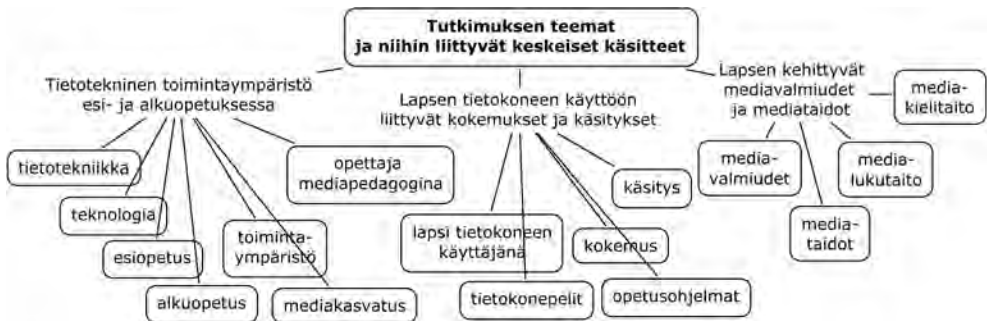 Tutkimuksen teemat
ja niihin liittyvät keskeiset käsitteet
Tietotekninen toimintaympäristö
esi- ja alkuopetuksessa
tietotekniikka
teknologia
esiopetus
alkuopetus
toiminta-
ympäristö
mediakasvatus
opettaja
mediapedagogina
Lapsen tietokoneen käyttöön
liittyvät kokemukset ja käsitykset
lapsi tietokoneen
käyttäjänä
tietokonepelit
kokemus
opetusohjelmat
käsitys
Lapsen kehittyvät
mediavalmiudet
ja mediataidot
media-
valmiudet
media-
taidot
media-
lukutaito
media-
kielitaito